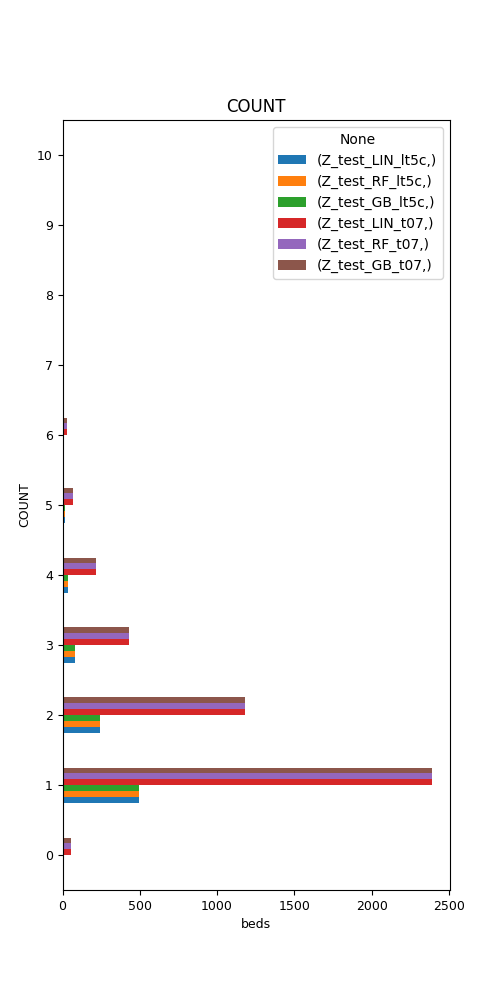 COUNT
None
(Z_test_LIN_lt5c,)
(Z_test_RF_lt5c,)
(Z_test_GB_lt5c,)
(Z_test_LIN_t07,)
(Z_test_RF_t07,)
(Z_test_GB_t07,)
10
9
8
7
6
5
4
3
2
1
0
COUNT
0 500 1000 1500 2000 2500
beds